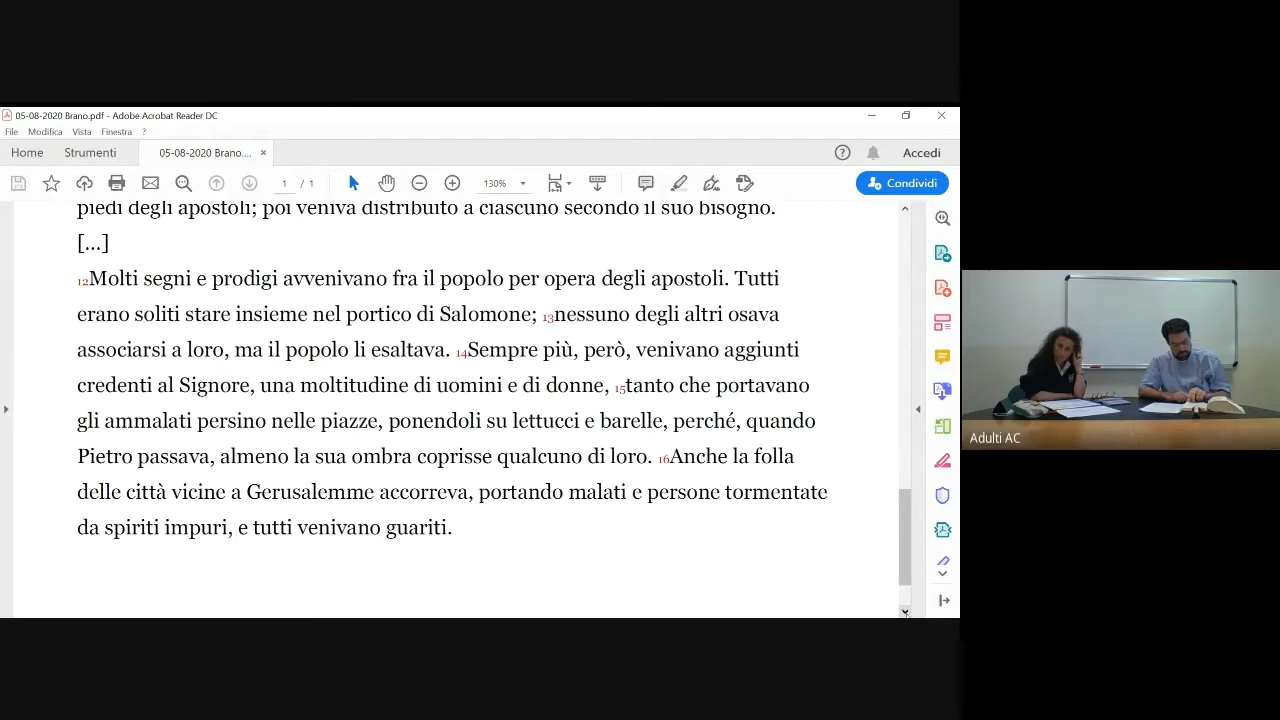 05-08-2020 Brano.pdf - Adobe Acrobat Reader DC
File Modifica Vista Finestra ?
Home Strumenti 05-08-2020 Brano.... × Accedi
1 / 1 130% Condividi
piedi degli apostoli; poi veniva distribuito a ciascuno secondo il suo bisogno.
[...]
12Molti segni e prodigi avvenivano fra il popolo per opera degli apostoli. Tutti
erano soliti stare insieme nel portico di Salomone; 13nessuno degli altri osava
associarsi a loro, ma il popolo li esaltava. 14Sempre più, però, venivano aggiunti
credenti al Signore, una moltitudine di uomini e di donne, 15tanto che portavano
gli ammalati persino nelle piazze, ponendoli su lettucci e barelle, perché, quando
Pietro passava, almeno la sua ombra coprisse qualcuno di loro. 16Anche la folla
delle città vicine a Gerusalemme accorreva, portando malati e persone tormentate
da spiriti impuri, e tutti venivano guariti.
Adulti AC